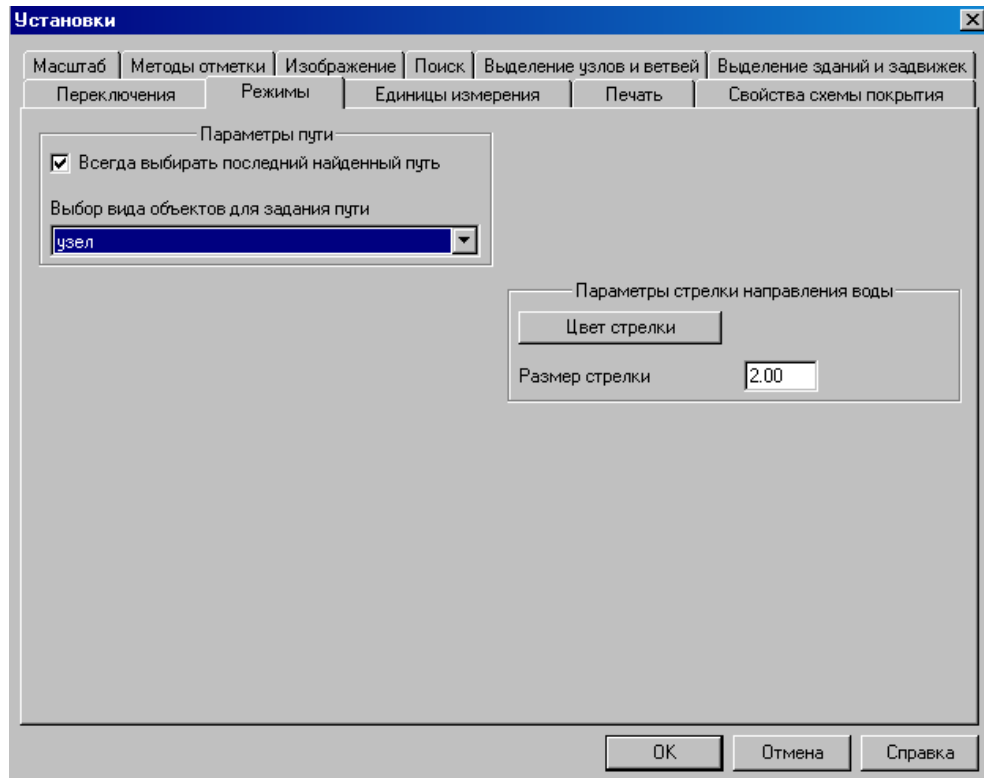 Установки
Масштаб Методы отметки Изображение Поиск Выделение узлов и ветвей Выделение зданий и задвижек
Переключения Режимы Единицы измерения Печать Свойства схемы покрытия
Параметры пути
Всегда выбирать последний найденный путь
Выбор вида объектов для задания пути
узел
Параметры стрелки направления воды
Цвет стрелки
Размер стрелки 2.00
OK Отмена Справка